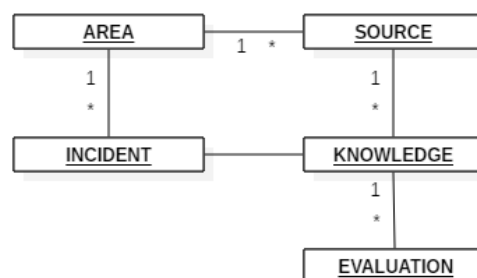 AREA
SOURCE
1 *
1
*
1
*
INCIDENT
KNOWLEDGE
1
*
EVALUATION